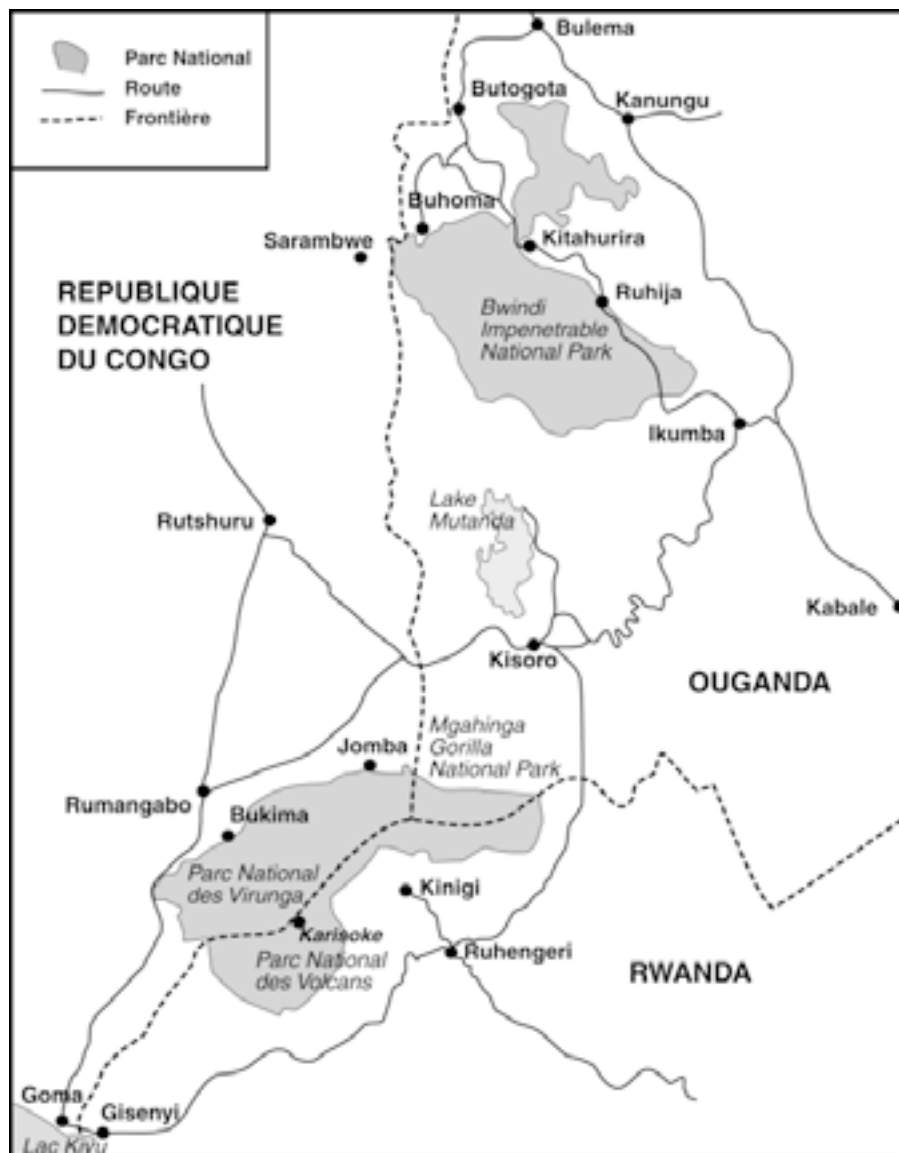 Parc National
Route
Frontière
Bulema
Butogota
Kanungu
Buhoma
Sarambwe
Kitahurira
REPUBLIQUE
DEMOCRATIQUE
DU CONGO
Ruhija
Bwindi
Impenetrable
National Park
Ikumba
Lake
Mutanda
Rutshuru
Kabale
Kisoro
OUGANDA
Mgahinga
Gorilla
National Park
Jomba
Rumangabo
Bukima
Parc National
des Virunga
Kinigi
Karisoke
Parc National
des Volcans
Ruhengeri
RWANDA
Goma
Gisenyi
Lac Kivu